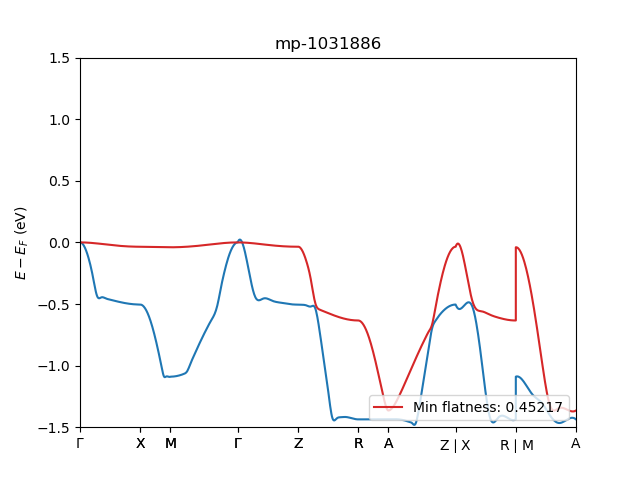 mp-1031886
1.5
1.0
0.5
0.0
−0.5
−1.0
−1.5
E − E_F (eV)
Γ X M Γ Z R A Z | X R | M A
Min flatness: 0.45217